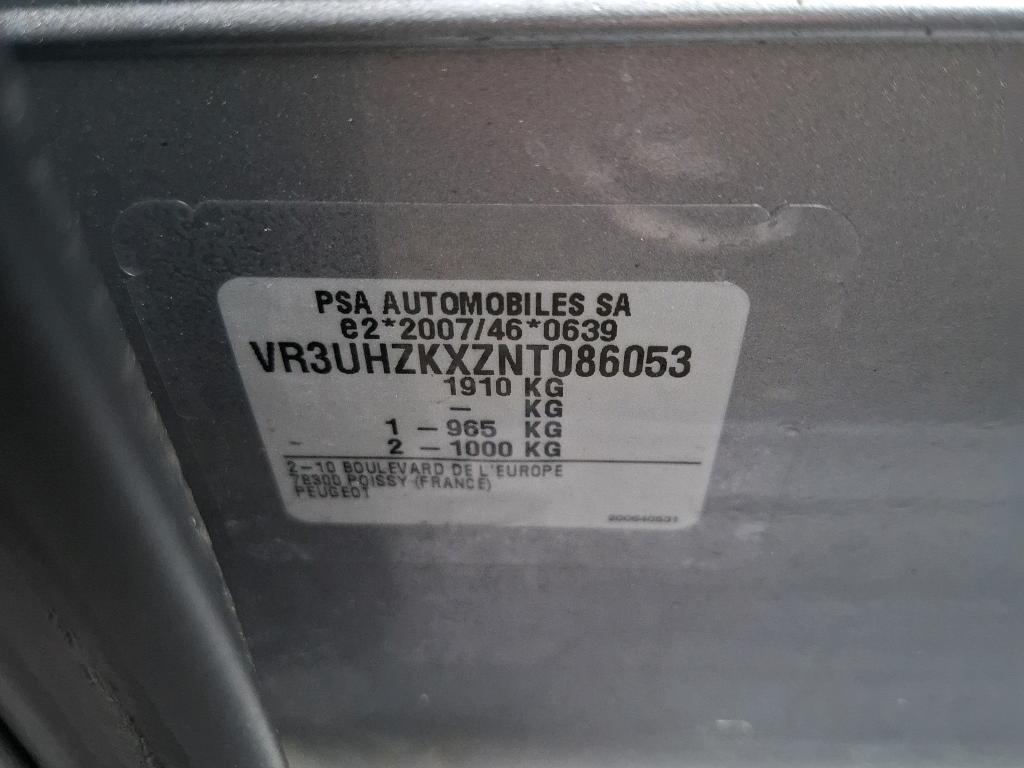 PSA AUTOMOBILES SA
e2*2007/46*0639
VR3UHZKXZNT086053
1910 KG
– KG
1 – 965 KG
2 – 1000 KG
2–10 BOULEVARD DE L'EUROPE
78300 POISSY (FRANCE)
PEUGEOT